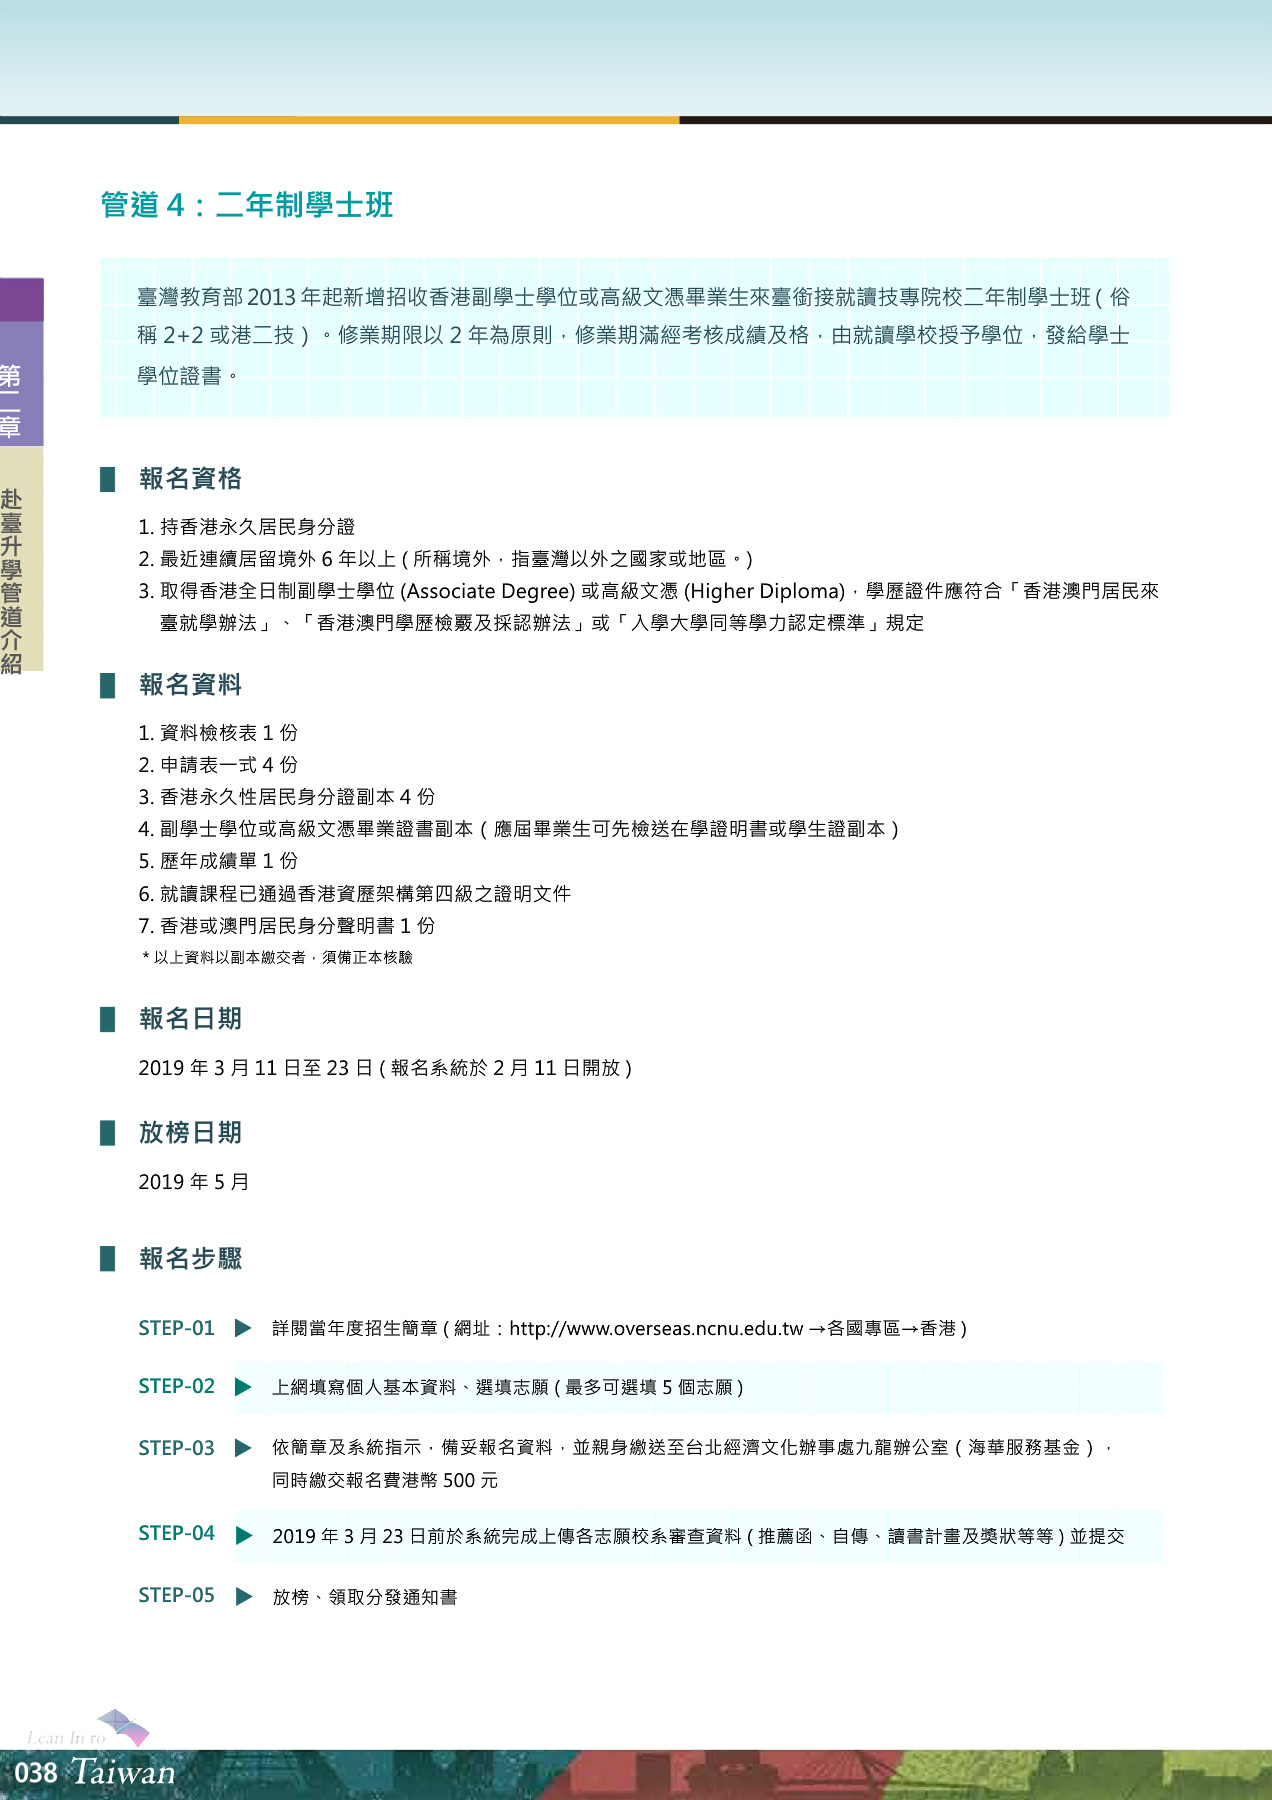 管道 4：二年制學士班
臺灣教育部 2013 年起新增招收香港副學士學位或高級文憑畢業生來臺銜接就讀技專院校二年制學士班 ( 俗
稱 2+2 或港二技 ) 。修業期限以 2 年為原則，修業期滿經考核成績及格，由就讀學校授予學位，發給學士
學位證書。
第二章
赴臺升學管道介紹
報名資格
1. 持香港永久居民身分證
2. 最近連續居留境外 6 年以上 ( 所稱境外，指臺灣以外之國家或地區。)
3. 取得香港全日制副學士學位 (Associate Degree) 或高級文憑 (Higher Diploma)，學歷證件應符合「香港澳門居民來
臺就學辦法」、「香港澳門學歷檢覈及採認辦法」或「入學大學同等學力認定標準」規定
報名資料
1. 資料檢核表 1 份
2. 申請表一式 4 份
3. 香港永久性居民身分證副本 4 份
4. 副學士學位或高級文憑畢業證書副本 ( 應屆畢業生可先檢送在學證明書或學生證副本 )
5. 歷年成績單 1 份
6. 就讀課程已通過香港資歷架構第四級之證明文件
7. 香港或澳門居民身分聲明書 1 份
* 以上資料以副本繳交者，須備正本核驗
報名日期
2019 年 3 月 11 日至 23 日 ( 報名系統於 2 月 11 日開放 )
放榜日期
2019 年 5 月
報名步驟
STEP-01 ▶ 詳閱當年度招生簡章 ( 網址：http://www.overseas.ncnu.edu.tw →各國專區→香港 )
STEP-02 ▶ 上網填寫個人基本資料、選填志願 ( 最多可選填 5 個志願 )
STEP-03 ▶ 依簡章及系統指示，備妥報名資料，並親身繳送至台北經濟文化辦事處九龍辦公室 ( 海華服務基金 ) ，
同時繳交報名費港幣 500 元
STEP-04 ▶ 2019 年 3 月 23 日前於系統完成上傳各志願校系審查資料 ( 推薦函、自傳、讀書計畫及獎狀等等 ) 並提交
STEP-05 ▶ 放榜、領取分發通知書
Lean In to
038 Taiwan